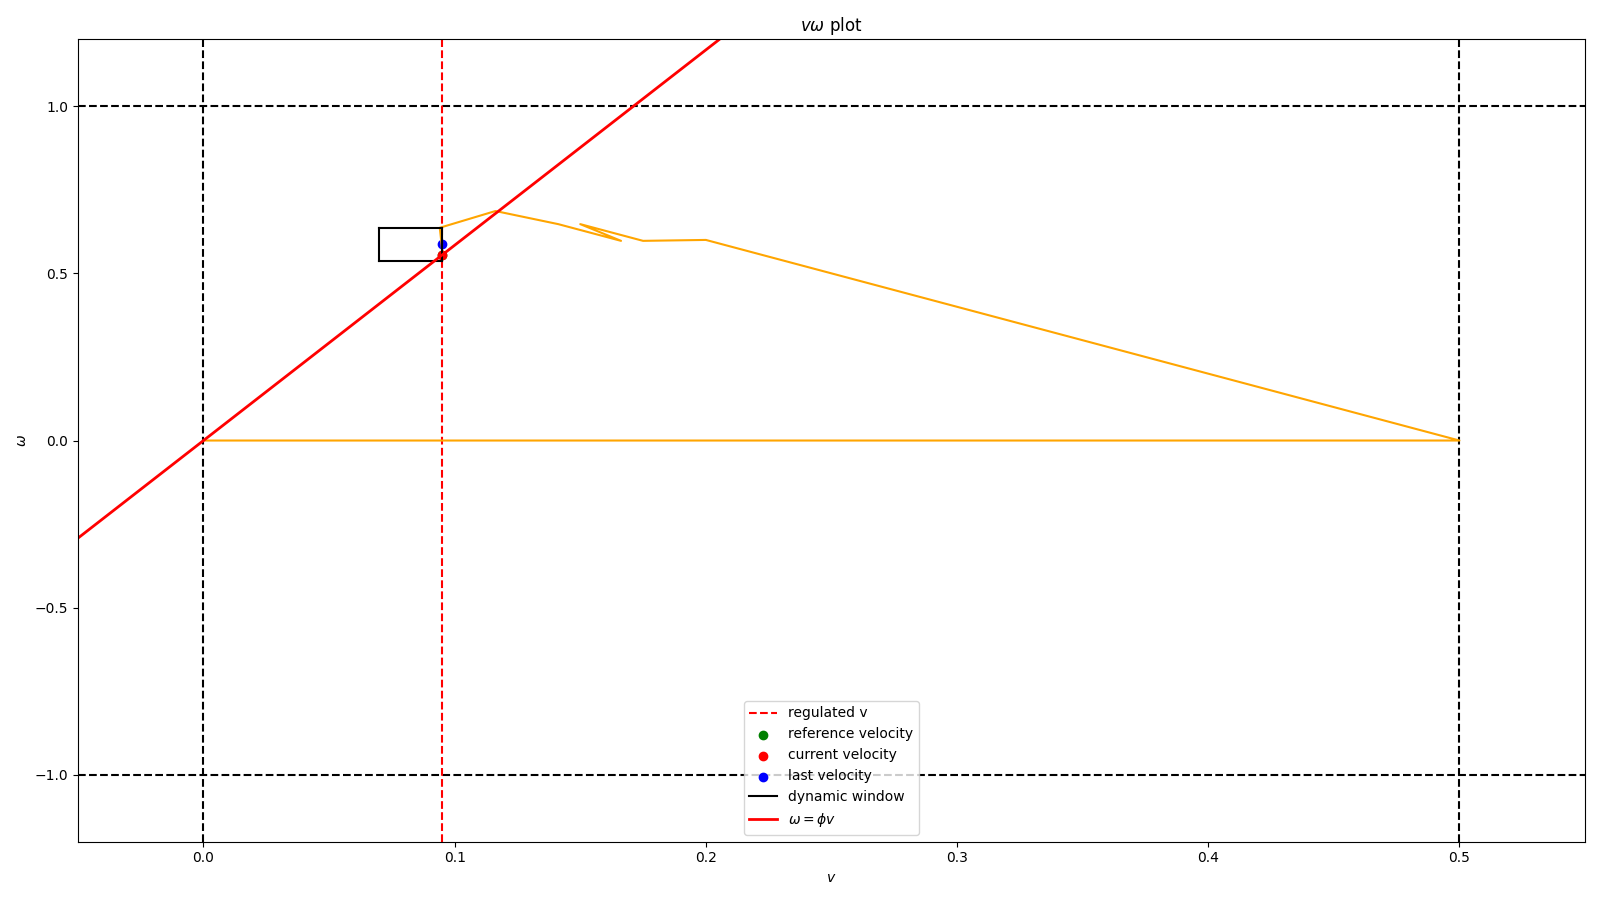 vω plot
1.0
0.5
0.0
−0.5
−1.0
ω
regulated v
reference velocity
current velocity
last velocity
dynamic window
ω = ϕv
0.0 0.1 0.2 0.3 0.4 0.5
v